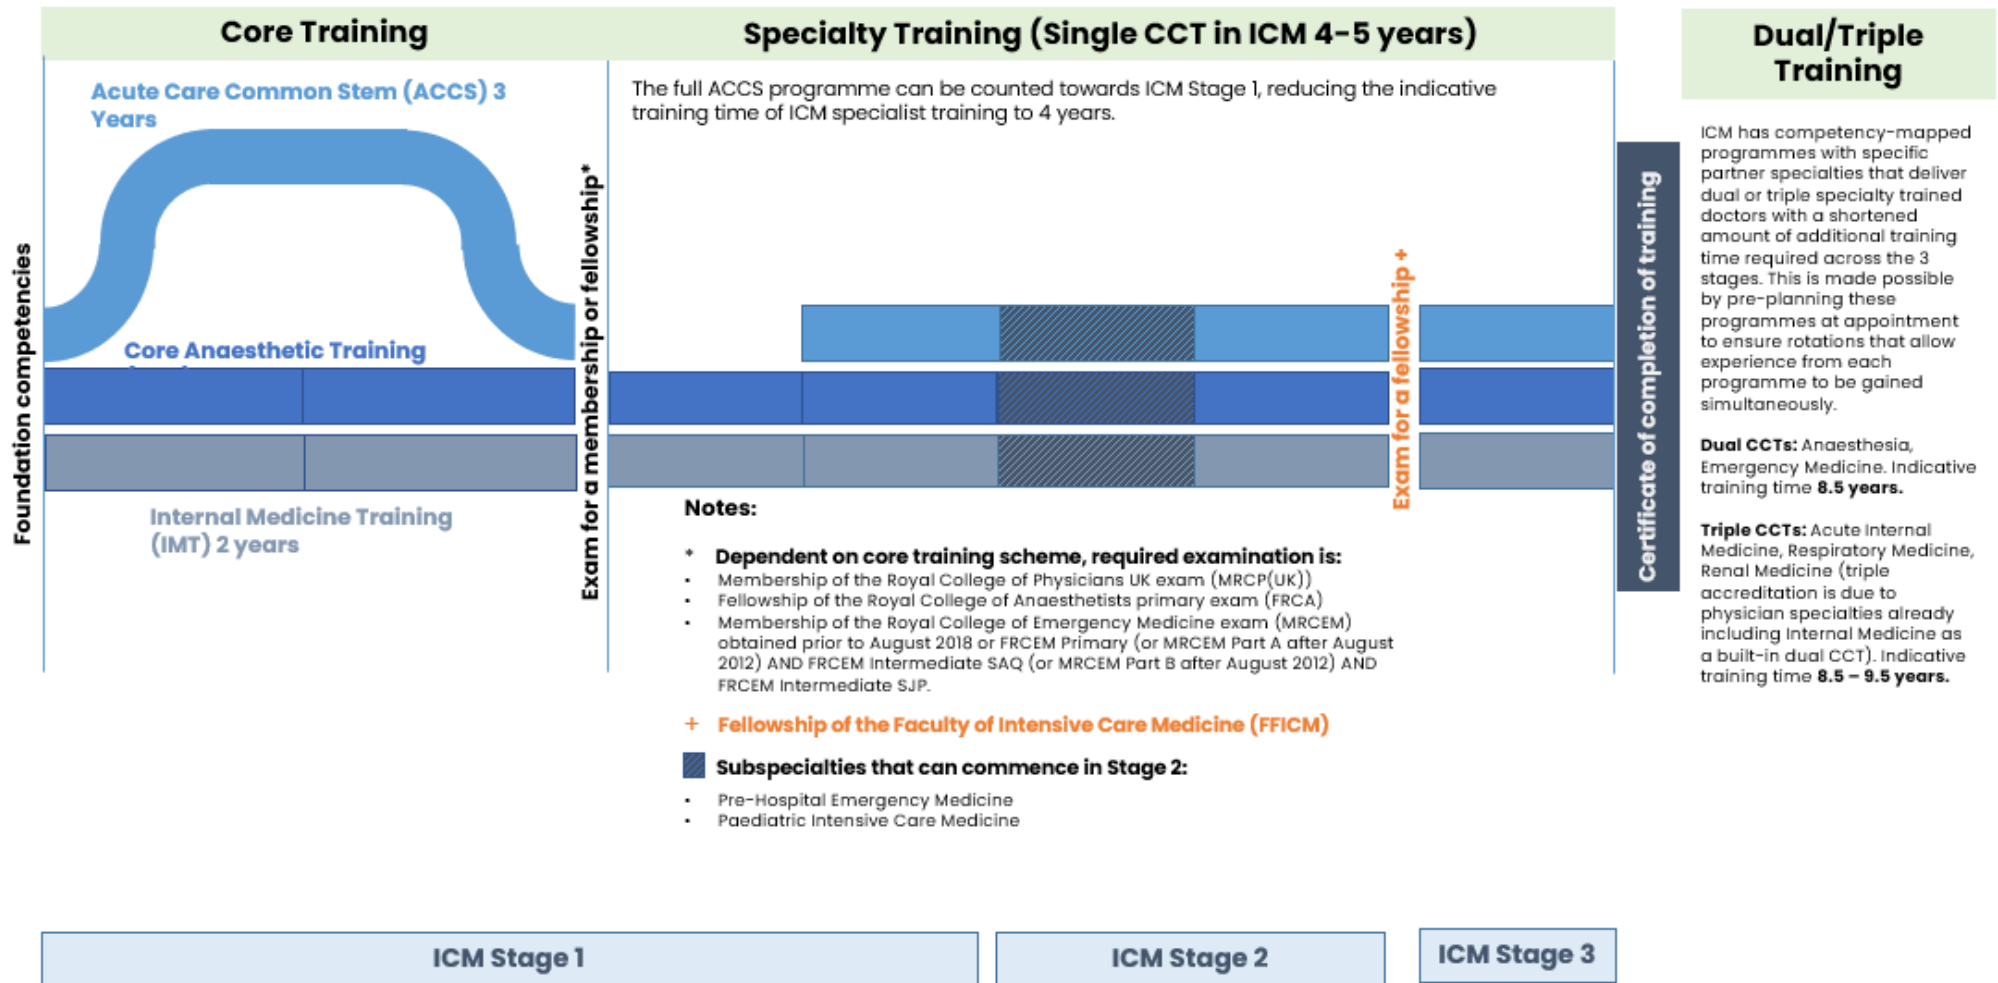 Core Training
Specialty Training (Single CCT in ICM 4-5 years)
Dual/Triple
Training
Foundation competencies
Acute Care Common Stem (ACCS) 3
Years
Core Anaesthetic Training
Internal Medicine Training
(IMT) 2 years
Exam for a membership or fellowship*
The full ACCS programme can be counted towards ICM Stage 1, reducing the indicative
training time of ICM specialist training to 4 years.
Exam for a fellowship +
Certificate of completion of training
Notes:
* Dependent on core training scheme, required examination is:
• Membership of the Royal College of Physicians UK exam (MRCP(UK))
• Fellowship of the Royal College of Anaesthetists primary exam (FRCA)
• Membership of the Royal College of Emergency Medicine exam (MRCEM)
obtained prior to August 2018 or FRCEM Primary (or MRCEM Part A after August
2012) AND FRCEM Intermediate SAQ (or MRCEM Part B after August 2012) AND
FRCEM Intermediate SJP.
+ Fellowship of the Faculty of Intensive Care Medicine (FFICM)
Subspecialties that can commence in Stage 2:
• Pre-Hospital Emergency Medicine
• Paediatric Intensive Care Medicine
ICM has competency-mapped
programmes with specific
partner specialties that deliver
dual or triple specialty trained
doctors with a shortened
amount of additional training
time required across the 3
stages. This is made possible
by pre-planning these
programmes at appointment
to ensure rotations that allow
experience from each
programme to be gained
simultaneously.
Dual CCTs: Anaesthesia,
Emergency Medicine. Indicative
training time 8.5 years.
Triple CCTs: Acute Internal
Medicine, Respiratory Medicine,
Renal Medicine (triple
accreditation is due to
physician specialties already
including Internal Medicine as
a built-in dual CCT). Indicative
training time 8.5 – 9.5 years.
ICM Stage 1
ICM Stage 2
ICM Stage 3